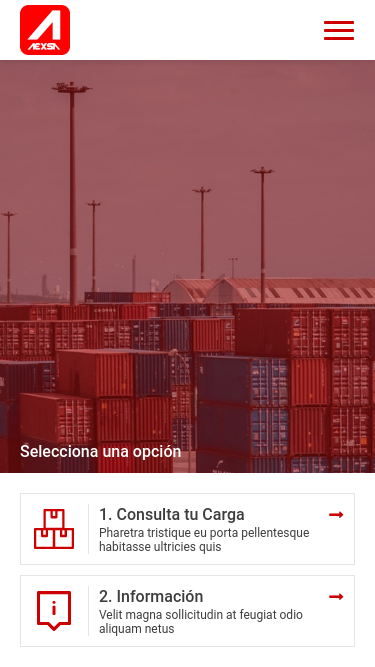 AEXSA
Selecciona una opción
1. Consulta tu Carga
Pharetra tristique eu porta pellentesque
habitasse ultricies quis
2. Información
Velit magna sollicitudin at feugiat odio
aliquam netus